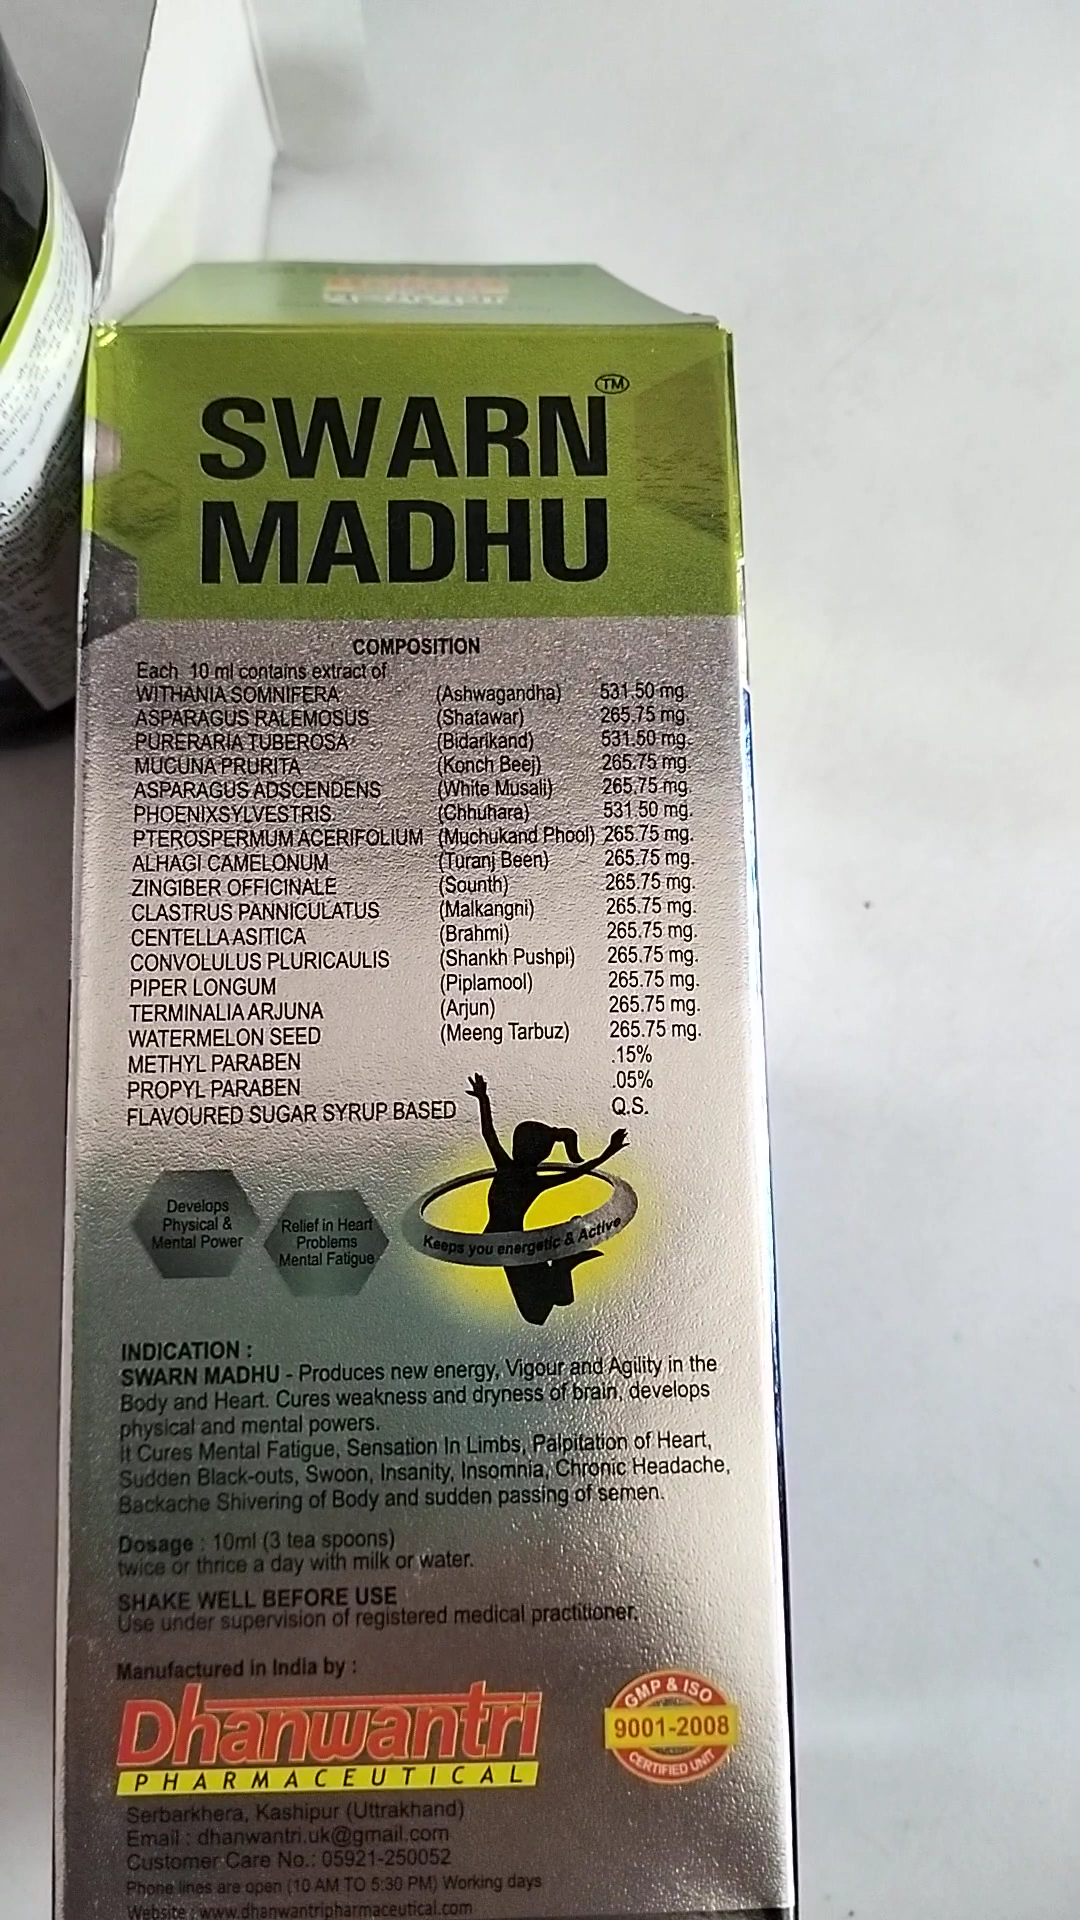 SWARN
MADHU
TM
COMPOSITION
Each 10 ml contains extract of
WITHANIA SOMNIFERA (Ashwagandha) 531.50 mg.
ASPARAGUS RALEMOSUS (Shatawar) 265.75 mg.
PURERARIA TUBEROSA (Bidarikand) 531.50 mg.
MUCUNA PRURITA (Konch Beej) 265.75 mg.
ASPARAGUS ADSCENDENS (White Musali) 265.75 mg.
PHOENIXSYLVESTRIS (Chhuhara) 531.50 mg.
PTEROSPERMUM ACERIFOLIUM (Muchukand Phool) 265.75 mg.
ALHAGI CAMELONUM (Turanj Been) 265.75 mg.
ZINGIBER OFFICINALE (Sounth) 265.75 mg.
CLASTRUS PANNICULATUS (Malkangni) 265.75 mg.
CENTELLA ASITICA (Brahmi) 265.75 mg.
CONVOLULUS PLURICAULIS (Shankh Pushpi) 265.75 mg.
PIPER LONGUM (Piplamool) 265.75 mg.
TERMINALIA ARJUNA (Arjun) 265.75 mg.
WATERMELON SEED (Meeng Tarbuz) 265.75 mg.
METHYL PARABEN .15%
PROPYL PARABEN .05%
FLAVOURED SUGAR SYRUP BASED Q.S.
Develops
Physical &
Mental Power
Relief in Heart
Problems
Mental Fatigue
Keeps you energetic & Active
INDICATION :
SWARN MADHU - Produces new energy, Vigour and Agility in the
Body and Heart. Cures weakness and dryness of brain, develops
physical and mental powers.
It Cures Mental Fatigue, Sensation In Limbs, Palpitation of Heart,
Sudden Black-outs, Swoon, Insanity, Insomnia, Chronic Headache,
Backache Shivering of Body and sudden passing of semen.
Dosage : 10ml (3 tea spoons)
twice or thrice a day with milk or water.
SHAKE WELL BEFORE USE
Use under supervision of registered medical practitioner.
Manufactured in India by :
Dhanwantri
PHARMACEUTICAL
GMP & ISO
9001-2008
CERTIFIED UNIT
Serbarkhera, Kashipur (Uttrakhand)
Email : dhanwantri.uk@gmail.com
Customer Care No.: 05921-250052
Phone lines are open (10 AM TO 5:30 PM) Working days
Website : www.dhanwantripharmaceutical.com